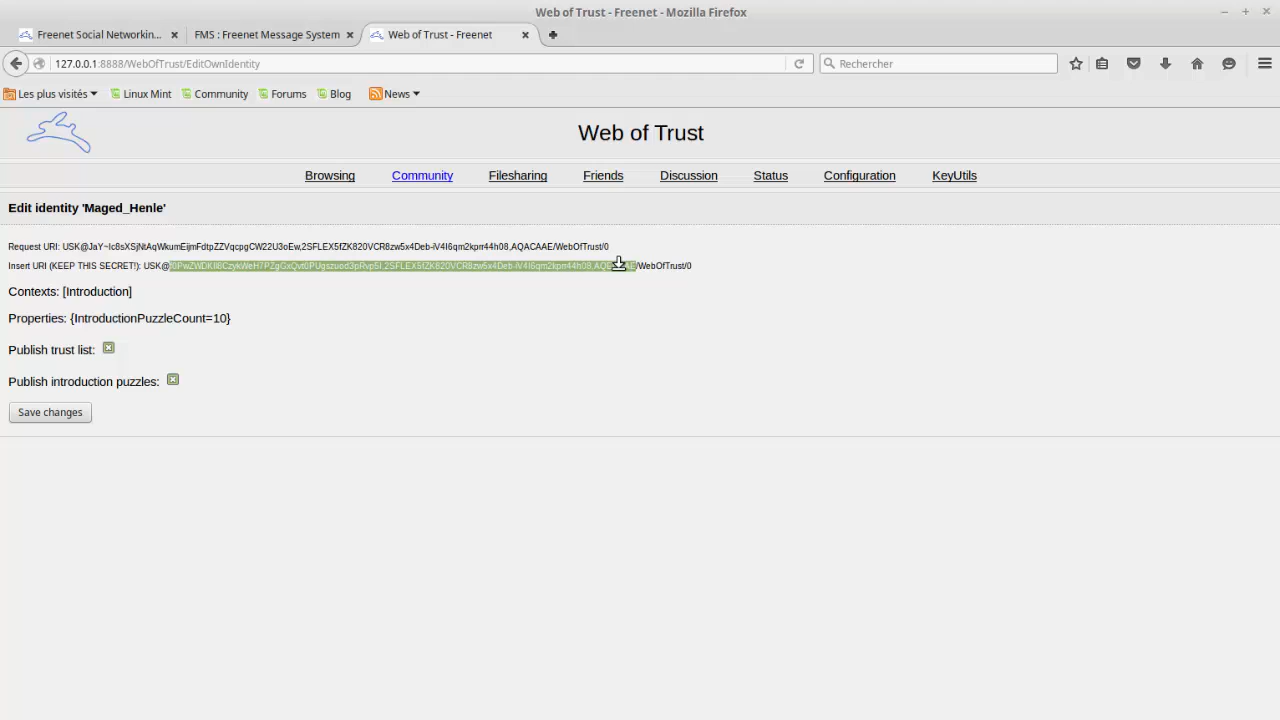 Web of Trust - Freenet - Mozilla Firefox
Freenet Social Networkin...
FMS : Freenet Message System
Web of Trust - Freenet
127.0.0.1:8888/WebOfTrust/EditOwnIdentity
Rechercher
Les plus visités
Linux Mint
Community
Forums
Blog
News
Web of Trust
Browsing
Community
Filesharing
Friends
Discussion
Status
Configuration
KeyUtils
Edit identity 'Maged_Henle'
Request URI: /WebOfTrust/0
Insert URI (KEEP THIS SECRET!): /WebOfTrust/0
Contexts: [Introduction]
Properties: {IntroductionPuzzleCount=10}
Publish trust list:
Publish introduction puzzles:
Save changes